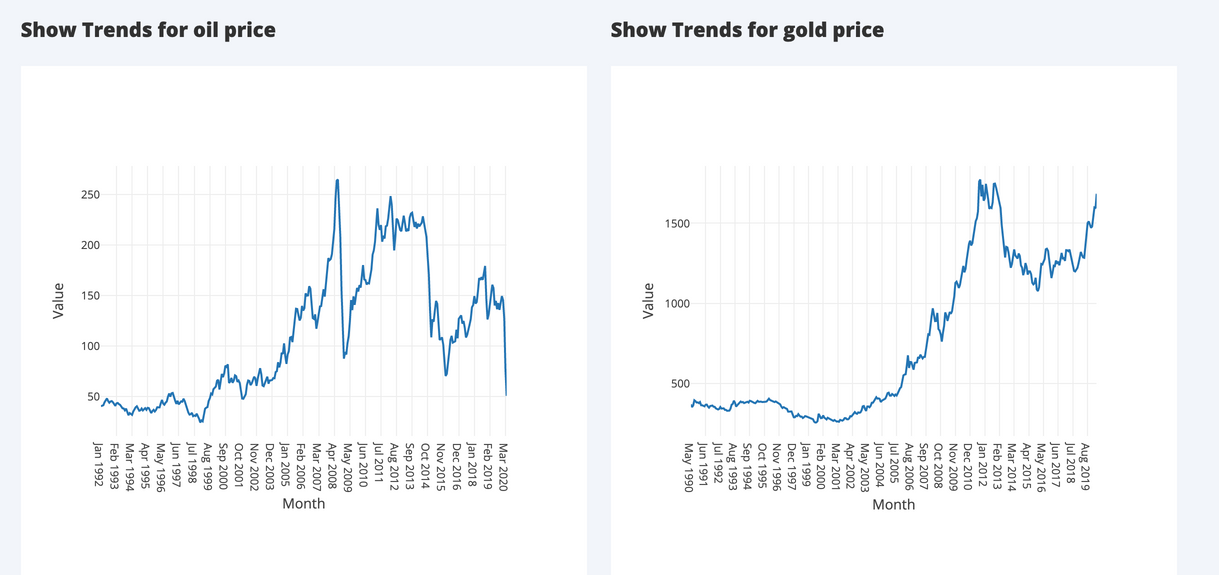 Show Trends for oil price
250
200
150
100
50
Value
Jan 1992
Feb 1993
Mar 1994
Apr 1995
May 1996
Jun 1997
Jul 1998
Aug 1999
Sep 2000
Oct 2001
Nov 2002
Dec 2003
Jan 2005
Feb 2006
Mar 2007
Apr 2008
May 2009
Jun 2010
Jul 2011
Aug 2012
Sep 2013
Oct 2014
Nov 2015
Dec 2016
Jan 2018
Feb 2019
Mar 2020
Month
Show Trends for gold price
1500
1000
500
Value
May 1990
Jun 1991
Jul 1992
Aug 1993
Sep 1994
Oct 1995
Nov 1996
Dec 1997
Jan 1999
Feb 2000
Mar 2001
Apr 2002
May 2003
Jun 2004
Jul 2005
Aug 2006
Sep 2007
Oct 2008
Nov 2009
Dec 2010
Jan 2012
Feb 2013
Mar 2014
Apr 2015
May 2016
Jun 2017
Jul 2018
Aug 2019
Month